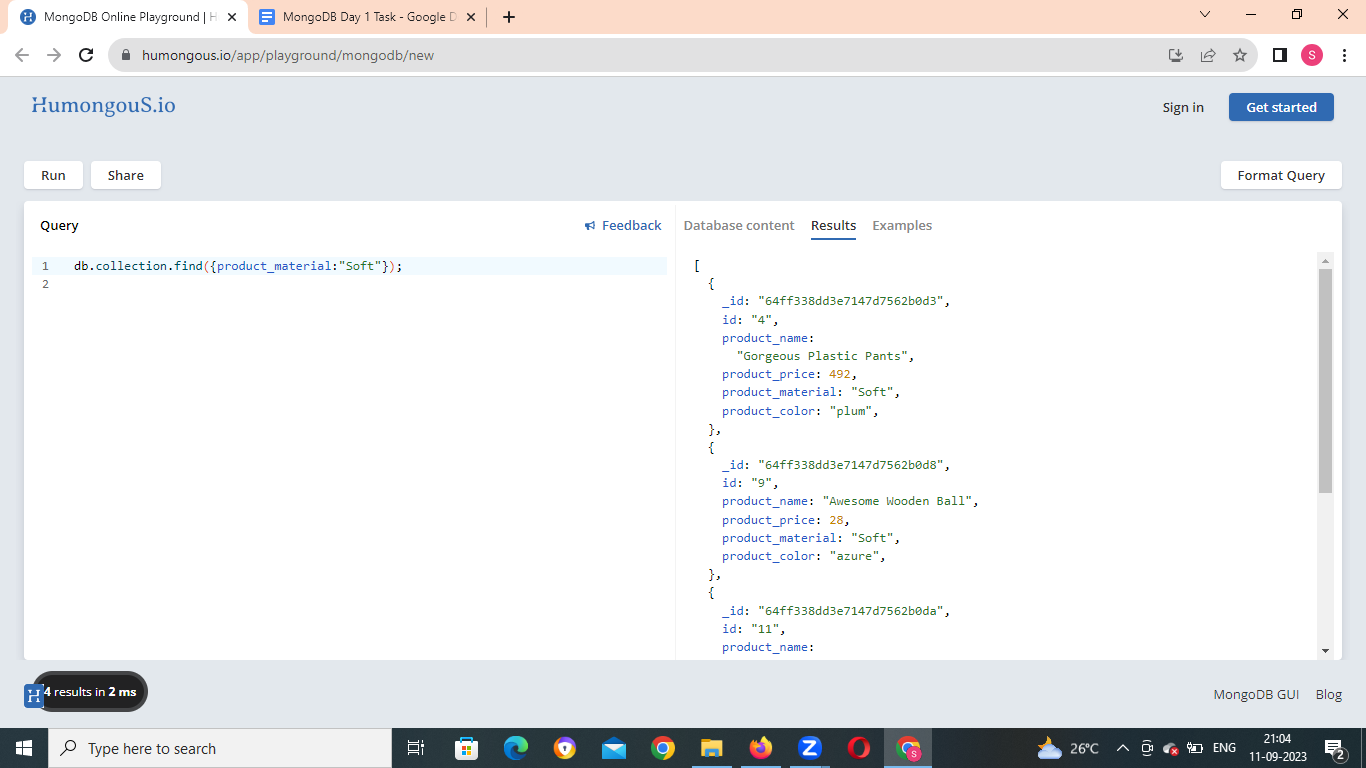 MongoDB Online Playground | H
MongoDB Day 1 Task - Google D
humongous.io/app/playground/mongodb/new
S
HumongouS.io
Sign in
Get started
Run
Share
Format Query
Query
Feedback
Database content
Results
Examples
1 db.collection.find({product_material:"Soft"});
2
[
{
_id: "64ff338dd3e7147d7562b0d3",
id: "4",
product_name:
"Gorgeous Plastic Pants",
product_price: 492,
product_material: "Soft",
product_color: "plum",
},
{
_id: "64ff338dd3e7147d7562b0d8",
id: "9",
product_name: "Awesome Wooden Ball",
product_price: 28,
product_material: "Soft",
product_color: "azure",
},
{
_id: "64ff338dd3e7147d7562b0da",
id: "11",
product_name:
H
4 results in 2 ms
MongoDB GUI
Blog
Type here to search
Z
S
26°C
ENG
21:04
11-09-2023
2